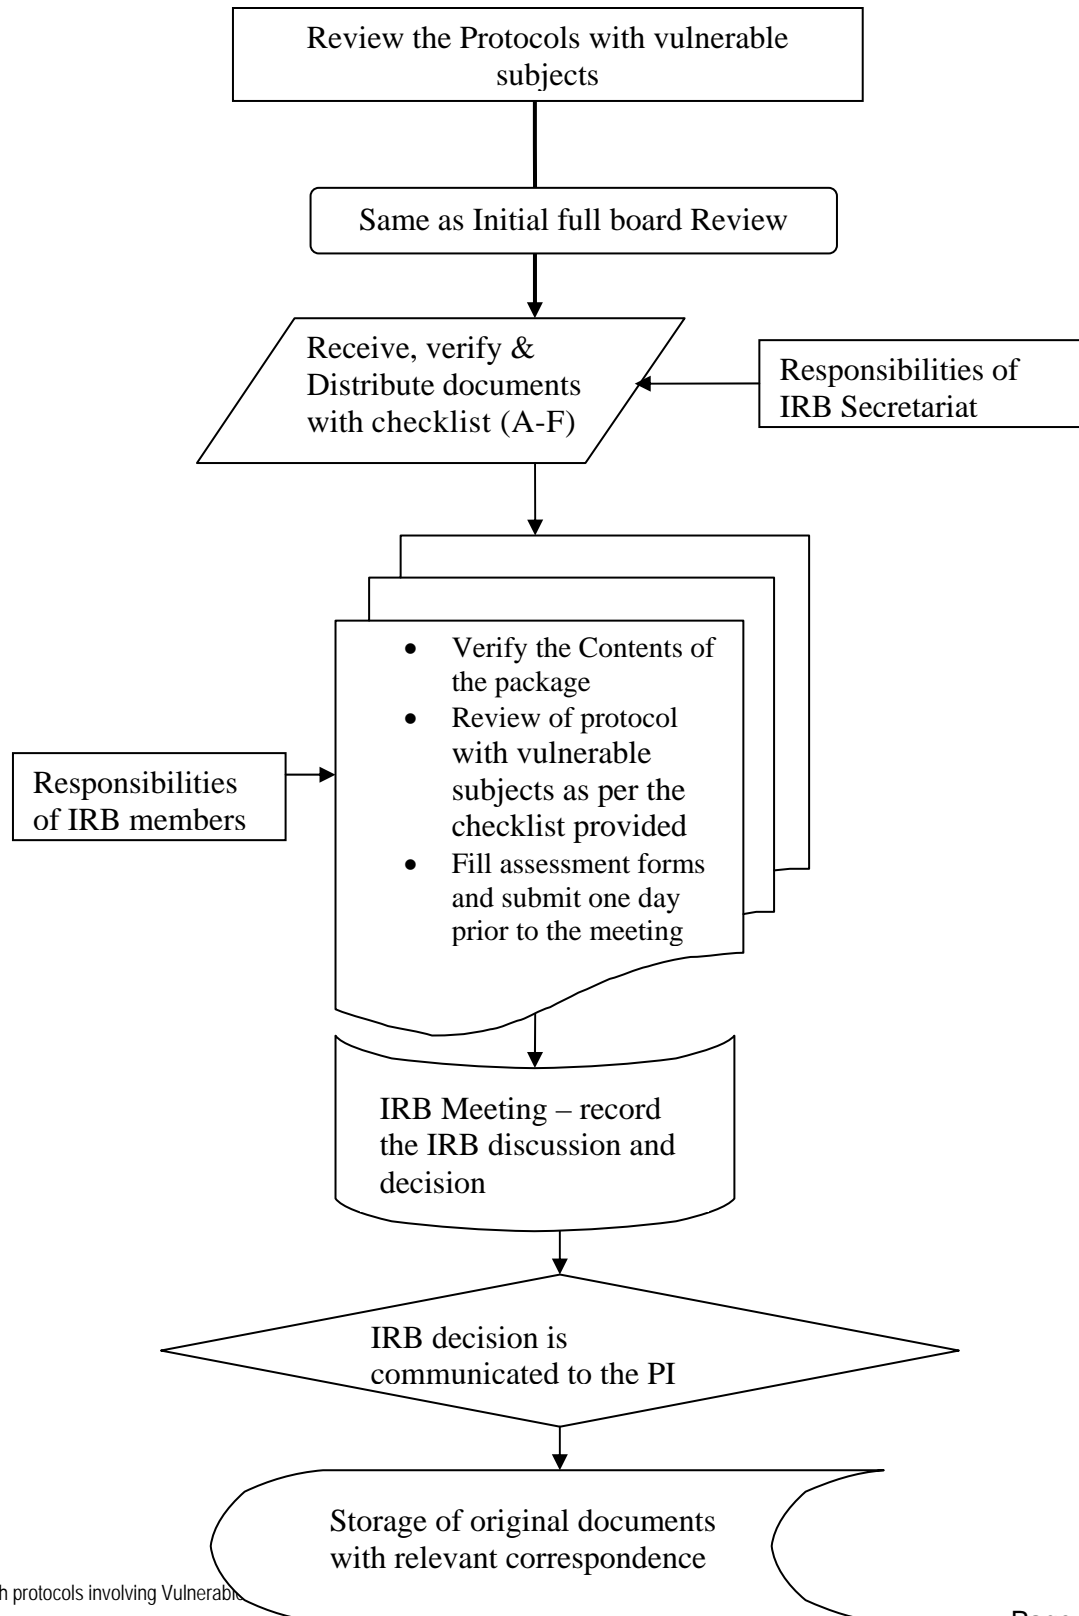 Review the Protocols with vulnerable
subjects
Same as Initial full board Review
Receive, verify &
Distribute documents
with checklist (A-F)
Responsibilities of
IRB Secretariat
• Verify the Contents of
the package
• Review of protocol
with vulnerable
subjects as per the
checklist provided
• Fill assessment forms
and submit one day
prior to the meeting
Responsibilities
of IRB members
IRB Meeting – record
the IRB discussion and
decision
IRB decision is
communicated to the PI
Storage of original documents
with relevant correspondence
h protocols involving